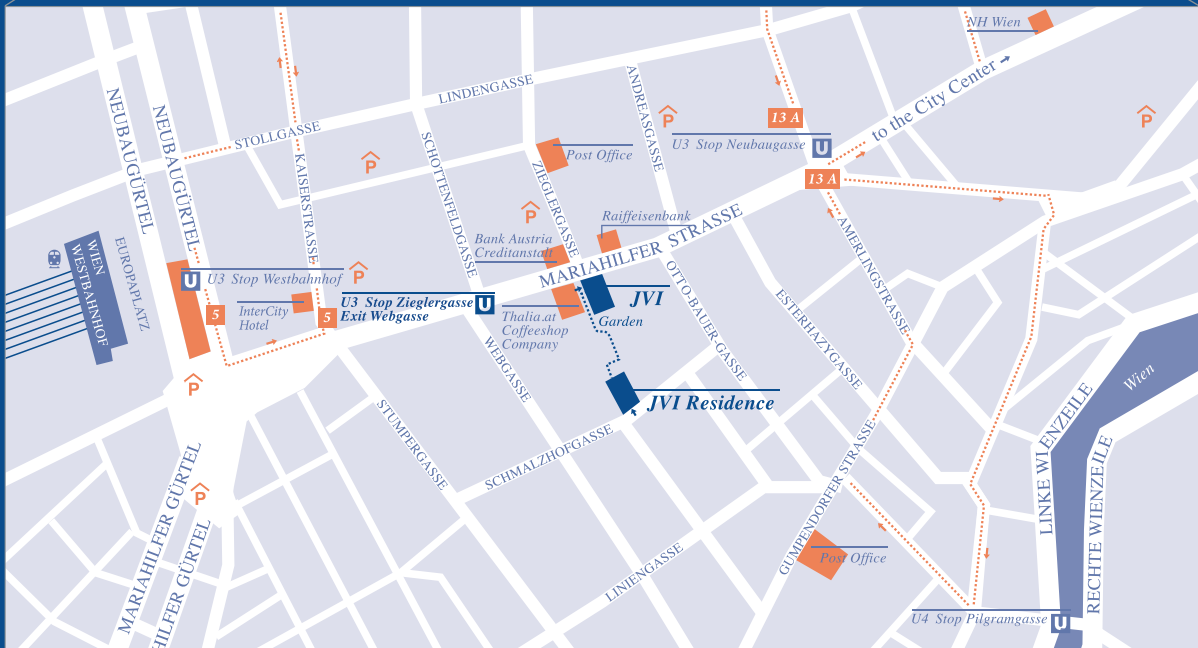 NH Wien
to the City Center
LINDENGASSE
ANDREASGASSE
NEUBAUGÜRTEL
NEUBAUGÜRTEL
STOLLGASSE
KAISERSTRASSE
SCHOTTENFELDGASSE
ZIEGLERGASSE
Post Office
P
P
P
P
P
P
P
13 A
U3 Stop Neubaugasse
U
13 A
Raiffeisenbank
Bank Austria
Creditanstalt
MARIAHILFER STRASSE
AMERLINGSTRASSE
WIEN
WESTBAHNHOF
EUROPAPLATZ
U
U3 Stop Westbahnhof
InterCity
Hotel
5
5
U3 Stop Zieglergasse
Exit Webgasse
U
Thalia.at
Coffeeshop
Company
JVI
Garden
OTTO-BAUER-GASSE
ESTERHAZYGASSE
WEBGASSE
JVI Residence
Wien
STUMPERGASSE
SCHMALZHOFGASSE
GUMPENDORFER STRASSE
LINKE WIENZEILE
RECHTE WIENZEILE
MARIAHILFER GÜRTEL
HILFER GÜRTEL
LINIENGASSE
Post Office
U4 Stop Pilgramgasse
U